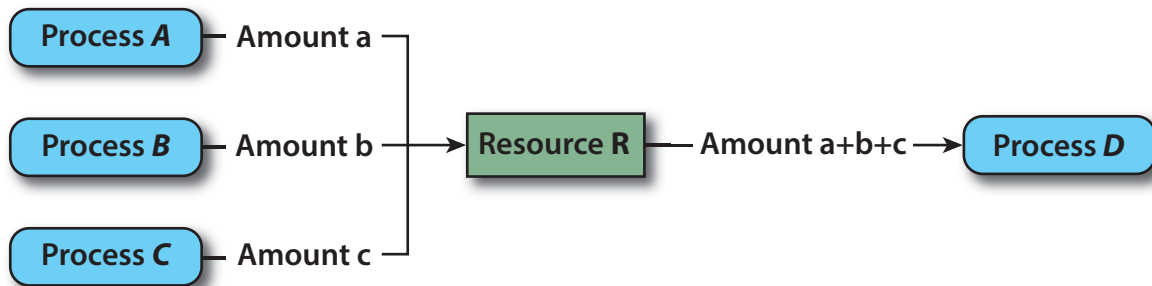 Process A
Amount a
Process B
Amount b
Resource R
Amount a+b+c
Process D
Process C
Amount c